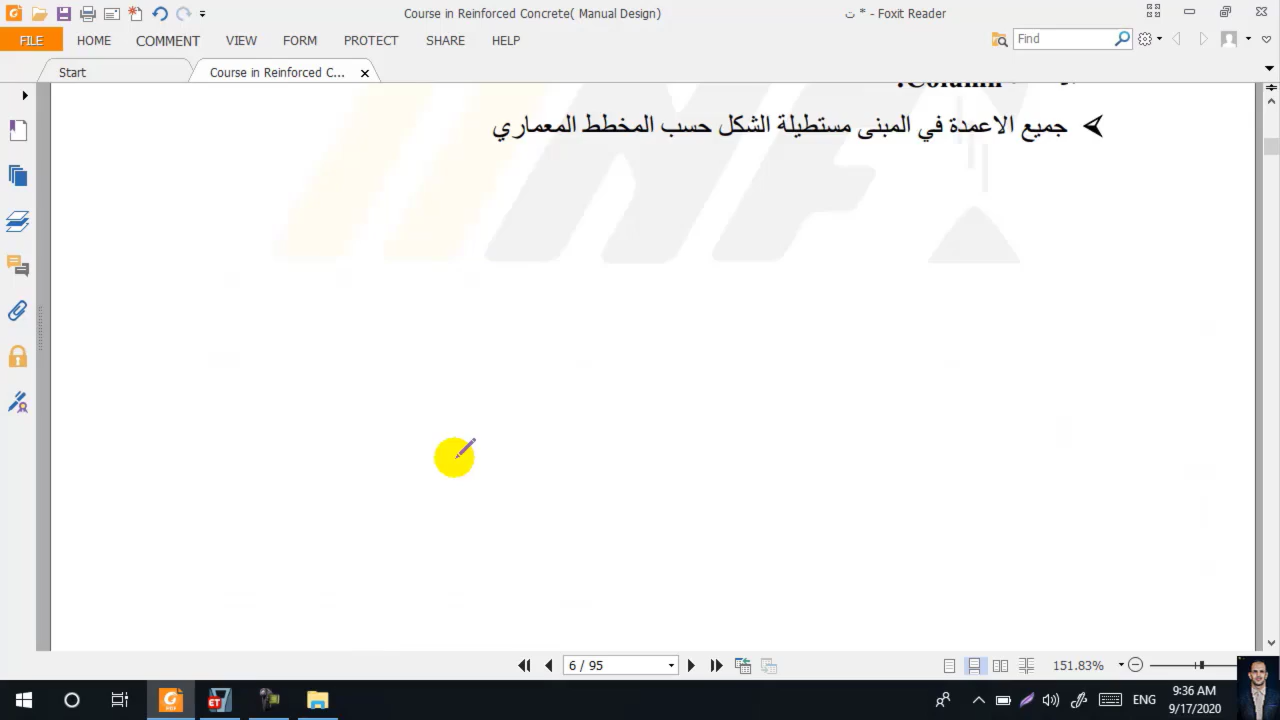 Course in Reinforced Concrete( Manual Design)
ت * - Foxit Reader
FILE
HOME
COMMENT
VIEW
FORM
PROTECT
SHARE
HELP
Find
Start
Course in Reinforced C...
Column:
جميع الاعمدة في المبنى مستطيلة الشكل حسب المخطط المعماري
6 / 95
151.83%
ENG
9:36 AM
9/17/2020